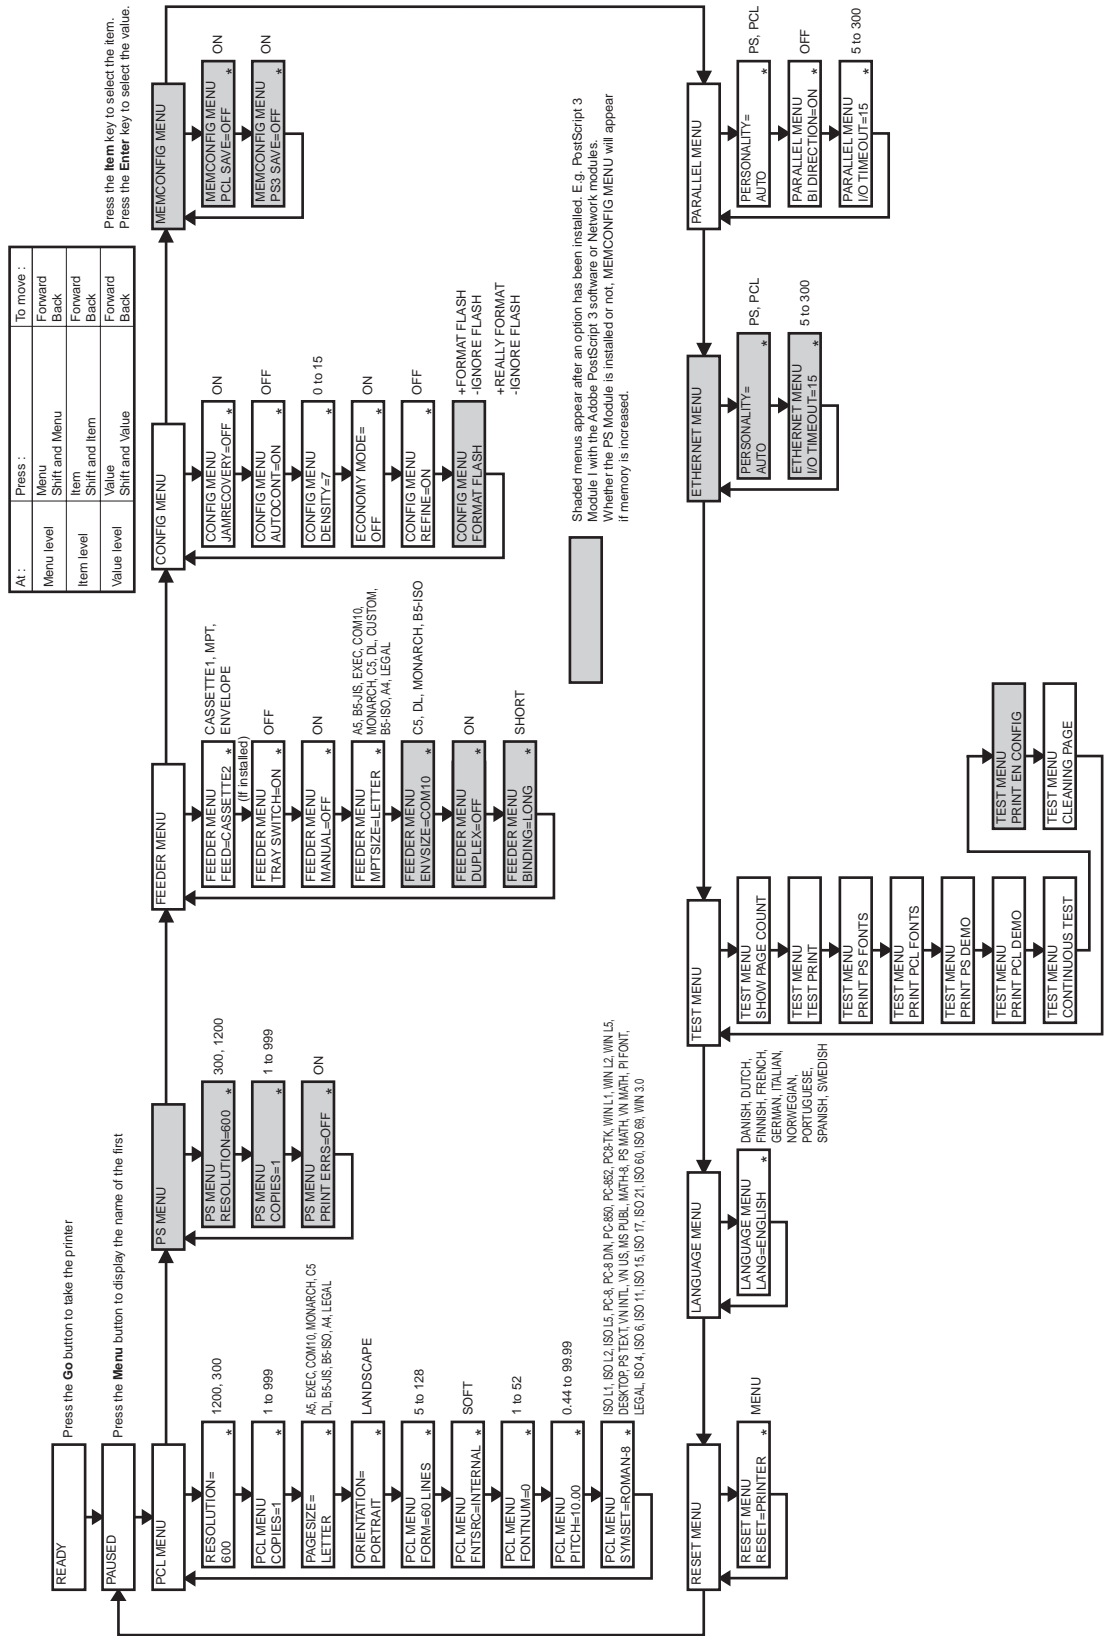 At :
Press :
To move :
Menu level
Menu
Shift and Menu
Forward
Back
Item level
Item
Shift and Item
Forward
Back
Value level
Value
Shift and Value
Forward
Back
Press the Item key to select the item.
Press the Enter key to select the value.
READY
Press the Go button to take the printer
PAUSED
Press the Menu button to display the name of the first
PCL MENU
RESOLUTION=
600 *
1200, 300
PCL MENU
COPIES=1 *
1 to 999
PAGESIZE=
LETTER *
A5, EXEC, COM10, MONARCH, C5
DL, B5-JIS, B5-ISO, A4, LEGAL
ORIENTATION=
PORTRAIT *
LANDSCAPE
PCL MENU
FORM=60 LINES *
5 to 128
PCL MENU
FNTSRC=INTERNAL *
SOFT
PCL MENU
FONTNUM=0 *
1 to 52
PCL MENU
PITCH=10.00 *
0.44 to 99.99
PCL MENU
SYMSET=ROMAN-8 *
ISO L1, ISO L2, ISO L5, PC-8, PC-8 D/N, PC-850, PC-852, PC8-TK, WIN L1, WIN L2, WIN L5,
DESKTOP, PS TEXT, VN INTL, VN US, MS PUBL, MATH-8, PS MATH, VN MATH, PI FONT,
LEGAL, ISO 4, ISO 6, ISO 11, ISO 15, ISO 17, ISO 21, ISO 60, ISO 69, WIN 3.0
PS MENU
PS MENU
RESOLUTION=600 *
300, 1200
PS MENU
COPIES=1 *
1 to 999
PS MENU
PRINT ERRS=OFF *
ON
FEEDER MENU
FEEDER MENU
FEED=CASSETTE2 *
CASSETTE1, MPT,
ENVELOPE
(If installed)
FEEDER MENU
TRAY SWITCH=ON *
OFF
FEEDER MENU
MANUAL=OFF *
ON
FEEDER MENU
MPTSIZE=LETTER *
A5, B5-JIS, EXEC, COM10,
MONARCH, C5, DL, CUSTOM,
B5-ISO, A4, LEGAL
FEEDER MENU
ENVSIZE=COM10 *
C5, DL, MONARCH, B5-ISO
FEEDER MENU
DUPLEX=OFF *
ON
FEEDER MENU
BINDING=LONG *
SHORT
CONFIG MENU
CONFIG MENU
JAMRECOVERY=OFF *
ON
CONFIG MENU
AUTOCONT=ON *
OFF
CONFIG MENU
DENSITY=7 *
0 to 15
ECONOMY MODE=
OFF *
ON
CONFIG MENU
REFINE=ON *
OFF
CONFIG MENU
FORMAT FLASH
+FORMAT FLASH
-IGNORE FLASH
+REALLY FORMAT
-IGNORE FLASH
MEMCONFIG MENU
MEMCONFIG MENU
PCL SAVE=OFF *
ON
MEMCONFIG MENU
PS3 SAVE=OFF *
ON
Shaded menus appear after an option has been installed. E.g. PostScript 3
Module I with the Adobe PostScript 3 software or Network modules.
Whether the PS Module is installed or not, MEMCONFIG MENU will appear
if memory is increased.
RESET MENU
RESET MENU
RESET=PRINTER *
MENU
LANGUAGE MENU
LANGUAGE MENU
LANG=ENGLISH *
DANISH, DUTCH,
FINNISH, FRENCH,
GERMAN, ITALIAN,
NORWEGIAN,
PORTUGUESE,
SPANISH, SWEDISH
TEST MENU
TEST MENU
SHOW PAGE COUNT
TEST MENU
TEST PRINT
TEST MENU
PRINT PS FONTS
TEST MENU
PRINT PCL FONTS
TEST MENU
PRINT PS DEMO
TEST MENU
PRINT PCL DEMO
TEST MENU
CONTINUOUS TEST
TEST MENU
PRINT EN CONFIG
TEST MENU
CLEANING PAGE
ETHERNET MENU
PERSONALITY=
AUTO *
PS, PCL
ETHERNET MENU
I/O TIMEOUT=15 *
5 to 300
PARALLEL MENU
PERSONALITY=
AUTO *
PS, PCL
PARALLEL MENU
BI DIRECTION=ON *
OFF
PARALLEL MENU
I/O TIMEOUT=15 *
5 to 300